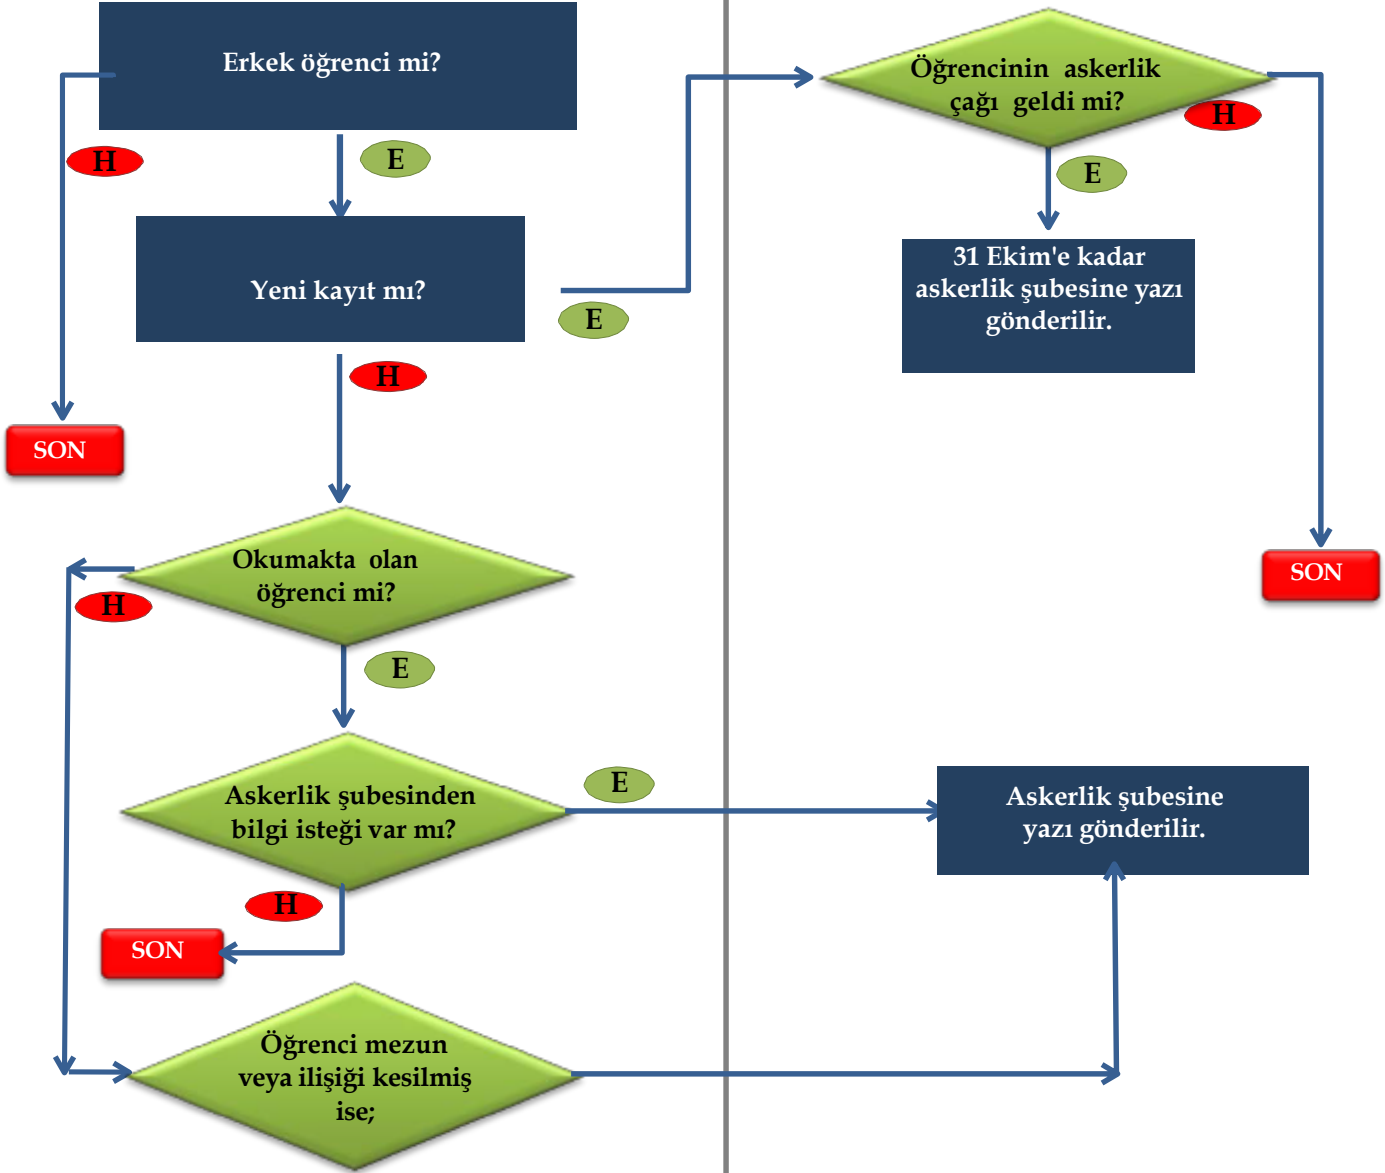 Erkek öğrenci mi?
H
E
Yeni kayıt mı?
E
H
SON
Okumakta olan
öğrenci mi?
H
E
Askerlik şubesinden
bilgi isteği var mı?
E
H
SON
Öğrenci mezun
veya ilişiği kesilmiş
ise;
Öğrencinin askerlik
çağı geldi mi?
H
E
31 Ekim'e kadar
askerlik şubesine yazı
gönderilir.
SON
Askerlik şubesine
yazı gönderilir.